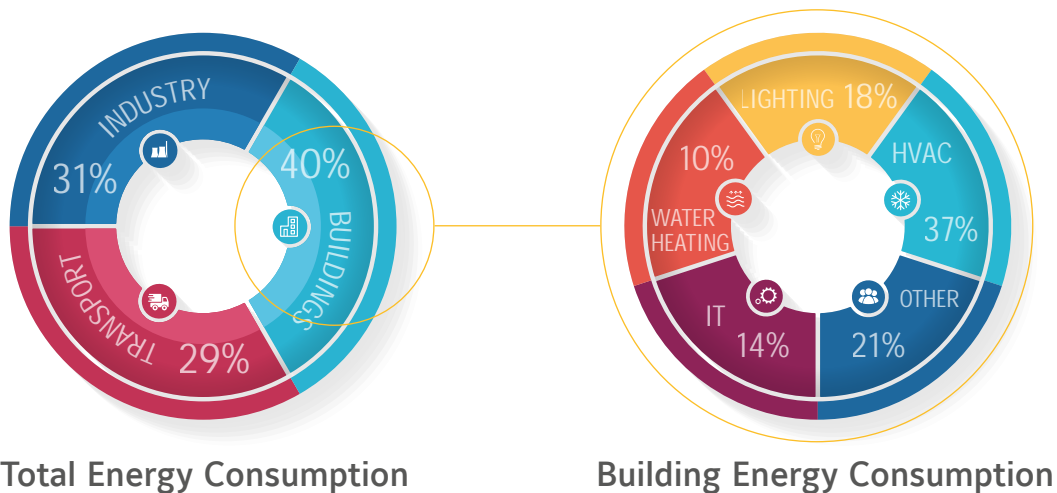 INDUSTRY
31%
40%
BUILDINGS
TRANSPORT
29%
Total Energy Consumption
LIGHTING 18%
HVAC
37%
10%
WATER
HEATING
IT
14%
OTHER
21%
Building Energy Consumption